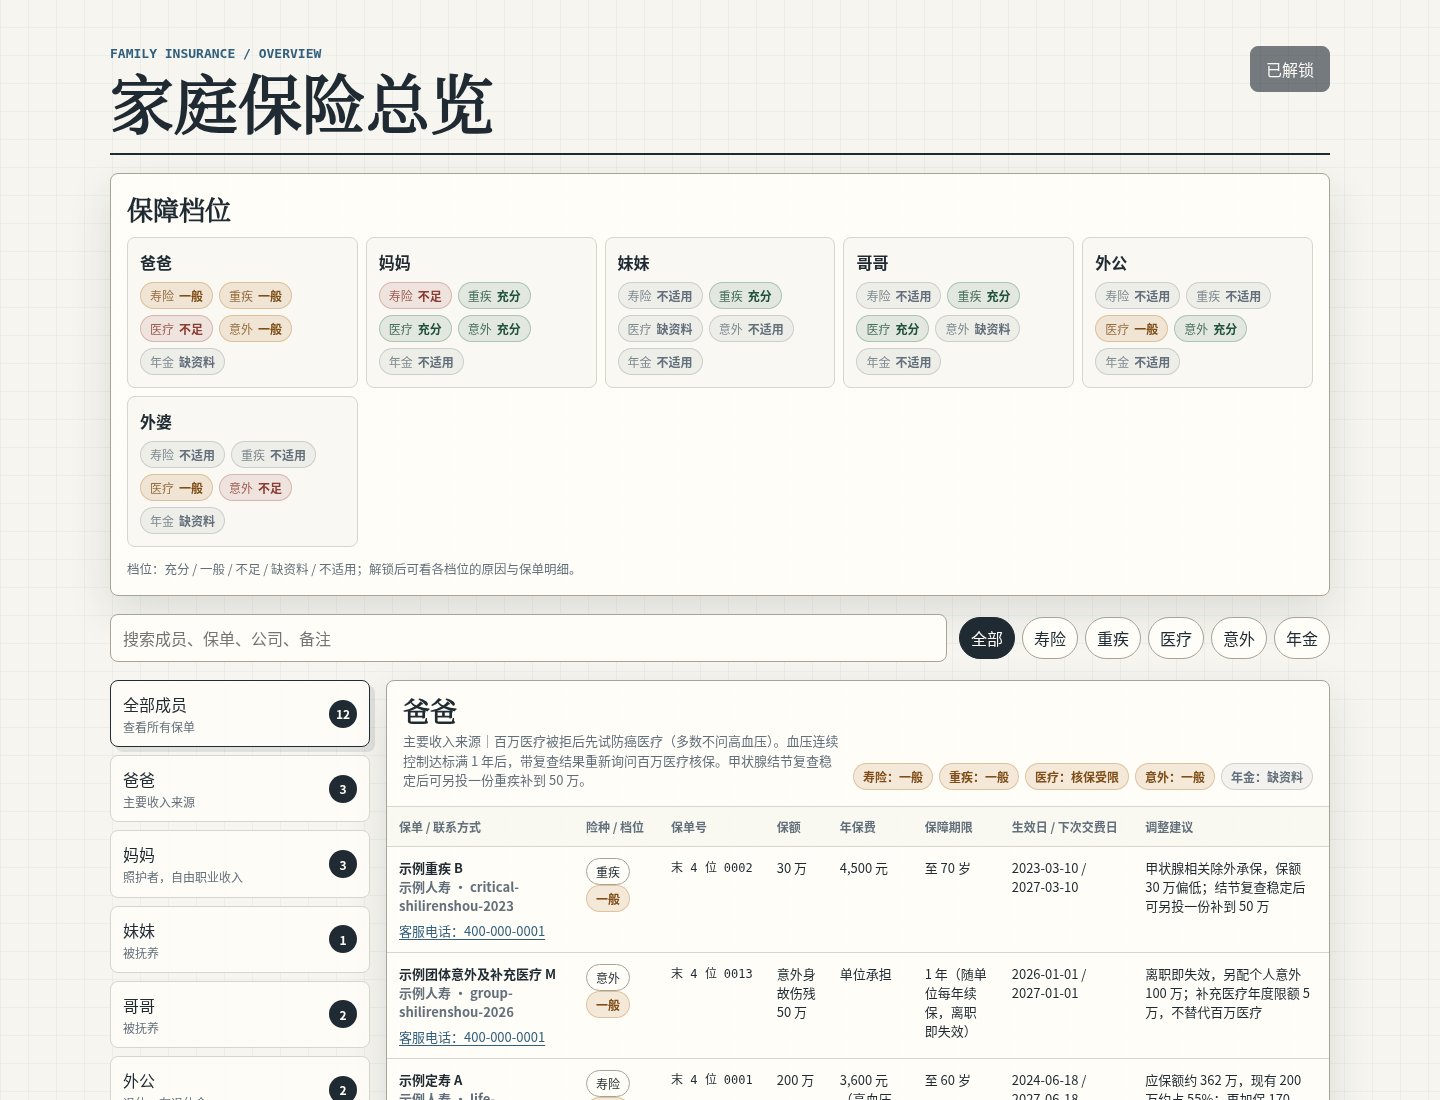 FAMILY INSURANCE / OVERVIEW
家庭保险总览
已解锁
保障档位
爸爸
寿险 一般 重疾 一般
医疗 不足 意外 一般
年金 缺资料
妈妈
寿险 不足 重疾 充分
医疗 充分 意外 充分
年金 不适用
妹妹
寿险 不适用 重疾 充分
医疗 缺资料 意外 不适用
年金 不适用
哥哥
寿险 不适用 重疾 充分
医疗 充分 意外 缺资料
年金 不适用
外公
寿险 不适用 重疾 不适用
医疗 一般 意外 充分
年金 不适用
外婆
寿险 不适用 重疾 不适用
医疗 一般 意外 不足
年金 缺资料
档位：充分 / 一般 / 不足 / 缺资料 / 不适用；解锁后可看各档位的原因与保单明细。
搜索成员、保单、公司、备注
全部 寿险 重疾 医疗 意外 年金
全部成员
查看所有保单
12
爸爸
主要收入来源
3
妈妈
照护者，自由职业收入
3
妹妹
被抚养
1
哥哥
被抚养
2
外公
2
爸爸
主要收入来源｜百万医疗被拒后先试防癌医疗（多数不问高血压）。血压连续
控制达标满 1 年后，带复查结果重新询问百万医疗核保。甲状腺结节复查稳
定后可另投一份重疾补到 50 万。
寿险：一般 重疾：一般 医疗：核保受限 意外：一般 年金：缺资料
保单 / 联系方式 险种 / 档位 保单号 保额 年保费 保障期限 生效日 / 下次交费日 调整建议
示例重疾 B
示例人寿 · critical-
shilirenshou-2023
客服电话：400-000-0001
重疾
一般
末 4 位 0002
30 万
4,500 元
至 70 岁
2023-03-10 /
2027-03-10
甲状腺相关除外承保，保额
30 万偏低；结节复查稳定后
可另投一份补到 50 万
示例团体意外及补充医疗 M
示例人寿 · group-
shilirenshou-2026
客服电话：400-000-0001
意外
一般
末 4 位 0013
意外身
故伤残
50 万
单位承担
1 年（随单
位每年续
保，离职
即失效）
2026-01-01 /
2027-01-01
离职即失效，另配个人意外
100 万；补充医疗年度限额 5
万，不替代百万医疗
示例定寿 A
示例人寿 · life-
寿险
末 4 位 0001
200 万
3,600 元
（高血压
至 60 岁
2024-06-18 /
2027-06-18
应保额约 362 万，现有 200
万约占 55%；再加保 170